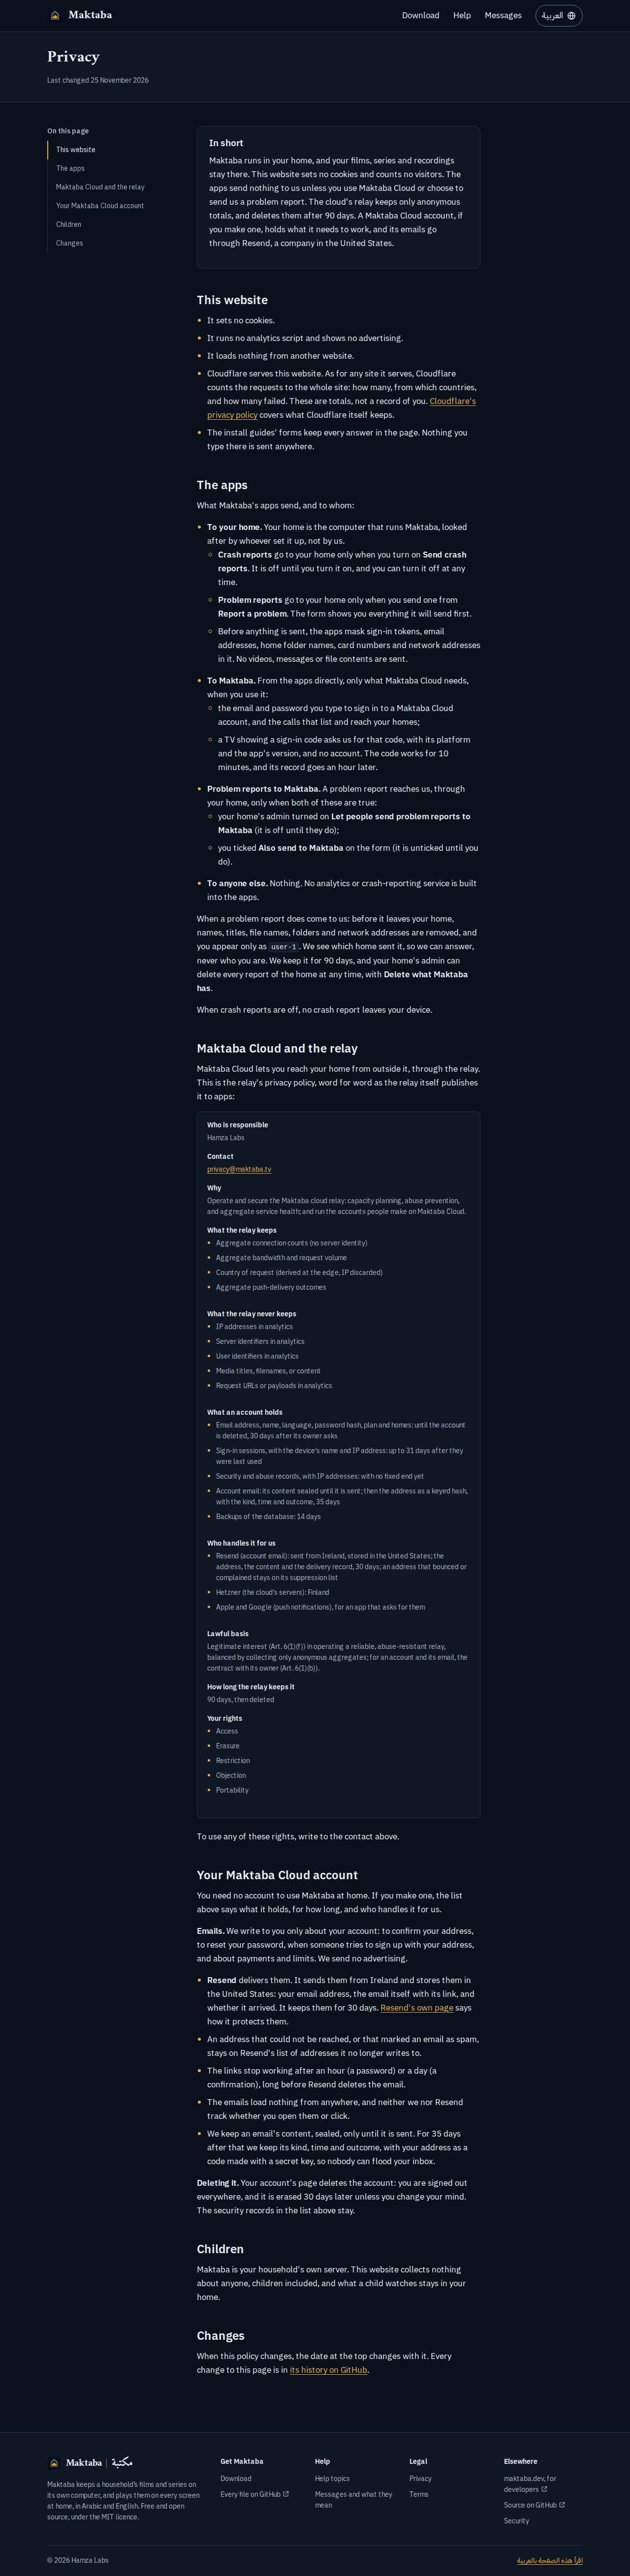 Maktaba
Download
Help
Messages
العربية
Privacy
Last changed 25 November 2026
On this page
This website
The apps
Maktaba Cloud and the relay
Your Maktaba Cloud account
Children
Changes
In short
Maktaba runs in your home, and your films, series and recordings
stay there. This website sets no cookies and counts no visitors. The
apps send nothing to us unless you use Maktaba Cloud or choose to
send us a problem report. The cloud's relay keeps only anonymous
totals, and deletes them after 90 days. A Maktaba Cloud account, if
you make one, holds what it needs to work, and its emails go
through Resend, a company in the United States.
This website
It sets no cookies.
It runs no analytics script and shows no advertising.
It loads nothing from another website.
Cloudflare serves this website. As for any site it serves, Cloudflare
counts the requests to the whole site: how many, from which countries,
and how many failed. These are totals, not a record of you. Cloudflare's
privacy policy covers what Cloudflare itself keeps.
The install guides' forms keep every answer in the page. Nothing you
type there is sent anywhere.
The apps
What Maktaba's apps send, and to whom:
To your home. Your home is the computer that runs Maktaba, looked
after by whoever set it up, not by us.
Crash reports go to your home only when you turn on Send crash
reports. It is off until you turn it on, and you can turn it off at any
time.
Problem reports go to your home only when you send one from
Report a problem. The form shows you everything it will send first.
Before anything is sent, the apps mask sign-in tokens, email
addresses, home folder names, card numbers and network addresses
in it. No videos, messages or file contents are sent.
To Maktaba. From the apps directly, only what Maktaba Cloud needs,
when you use it:
the email and password you type to sign in to a Maktaba Cloud
account, and the calls that list and reach your homes;
a TV showing a sign-in code asks us for that code, with its platform
and the app's version, and no account. The code works for 10
minutes, and its record goes an hour later.
Problem reports to Maktaba. A problem report reaches us, through
your home, only when both of these are true:
your home's admin turned on Let people send problem reports to
Maktaba (it is off until they do);
you ticked Also send to Maktaba on the form (it is unticked until you
do).
To anyone else. Nothing. No analytics or crash-reporting service is built
into the apps.
When a problem report does come to us: before it leaves your home,
names, titles, file names, folders and network addresses are removed, and
you appear only as user-1. We see which home sent it, so we can answer,
never who you are. We keep it for 90 days, and your home's admin can
delete every report of the home at any time, with Delete what Maktaba
has.
When crash reports are off, no crash report leaves your device.
Maktaba Cloud and the relay
Maktaba Cloud lets you reach your home from outside it, through the relay.
This is the relay's privacy policy, word for word as the relay itself publishes
it to apps:
Who is responsible
Hamza Labs
Contact
privacy@maktaba.tv
Why
Operate and secure the Maktaba cloud relay: capacity planning, abuse prevention,
and aggregate service health; and run the accounts people make on Maktaba Cloud.
What the relay keeps
Aggregate connection counts (no server identity)
Aggregate bandwidth and request volume
Country of request (derived at the edge, IP discarded)
Aggregate push-delivery outcomes
What the relay never keeps
IP addresses in analytics
Server identifiers in analytics
User identifiers in analytics
Media titles, filenames, or content
Request URLs or payloads in analytics
What an account holds
Email address, name, language, password hash, plan and homes: until the account
is deleted, 30 days after its owner asks
Sign-in sessions, with the device's name and IP address: up to 31 days after they
were last used
Security and abuse records, with IP addresses: with no fixed end yet
Account email: its content sealed until it is sent; then the address as a keyed hash,
with the kind, time and outcome, 35 days
Backups of the database: 14 days
Who handles it for us
Resend (account email): sent from Ireland, stored in the United States; the
address, the content and the delivery record, 30 days; an address that bounced or
complained stays on its suppression list
Hetzner (the cloud's servers): Finland
Apple and Google (push notifications), for an app that asks for them
Lawful basis
Legitimate interest (Art. 6(1)(f)) in operating a reliable, abuse-resistant relay,
balanced by collecting only anonymous aggregates; for an account and its email, the
contract with its owner (Art. 6(1)(b)).
How long the relay keeps it
90 days, then deleted
Your rights
Access
Erasure
Restriction
Objection
Portability
To use any of these rights, write to the contact above.
Your Maktaba Cloud account
You need no account to use Maktaba at home. If you make one, the list
above says what it holds, for how long, and who handles it for us.
Emails. We write to you only about your account: to confirm your address,
to reset your password, when someone tries to sign up with your address,
and about payments and limits. We send no advertising.
Resend delivers them. It sends them from Ireland and stores them in
the United States: your email address, the email itself with its link, and
whether it arrived. It keeps them for 30 days. Resend's own page says
how it protects them.
An address that could not be reached, or that marked an email as spam,
stays on Resend's list of addresses it no longer writes to.
The links stop working after an hour (a password) or a day (a
confirmation), long before Resend deletes the email.
The emails load nothing from anywhere, and neither we nor Resend
track whether you open them or click.
We keep an email's content, sealed, only until it is sent. For 35 days
after that we keep its kind, time and outcome, with your address as a
code made with a secret key, so nobody can flood your inbox.
Deleting it. Your account's page deletes the account: you are signed out
everywhere, and it is erased 30 days later unless you change your mind.
The security records in the list above stay.
Children
Maktaba is your household's own server. This website collects nothing
about anyone, children included, and what a child watches stays in your
home.
Changes
When this policy changes, the date at the top changes with it. Every
change to this page is in its history on GitHub.
Maktaba | مكتبة
Maktaba keeps a household's films and series on
its own computer, and plays them on every screen
at home, in Arabic and English. Free and open
source, under the MIT licence.
Get Maktaba
Download
Every file on GitHub
Help
Help topics
Messages and what they
mean
Legal
Privacy
Terms
Elsewhere
maktaba.dev, for
developers
Source on GitHub
Security
© 2026 Hamza Labs
اقرأ هذه الصفحة بالعربية